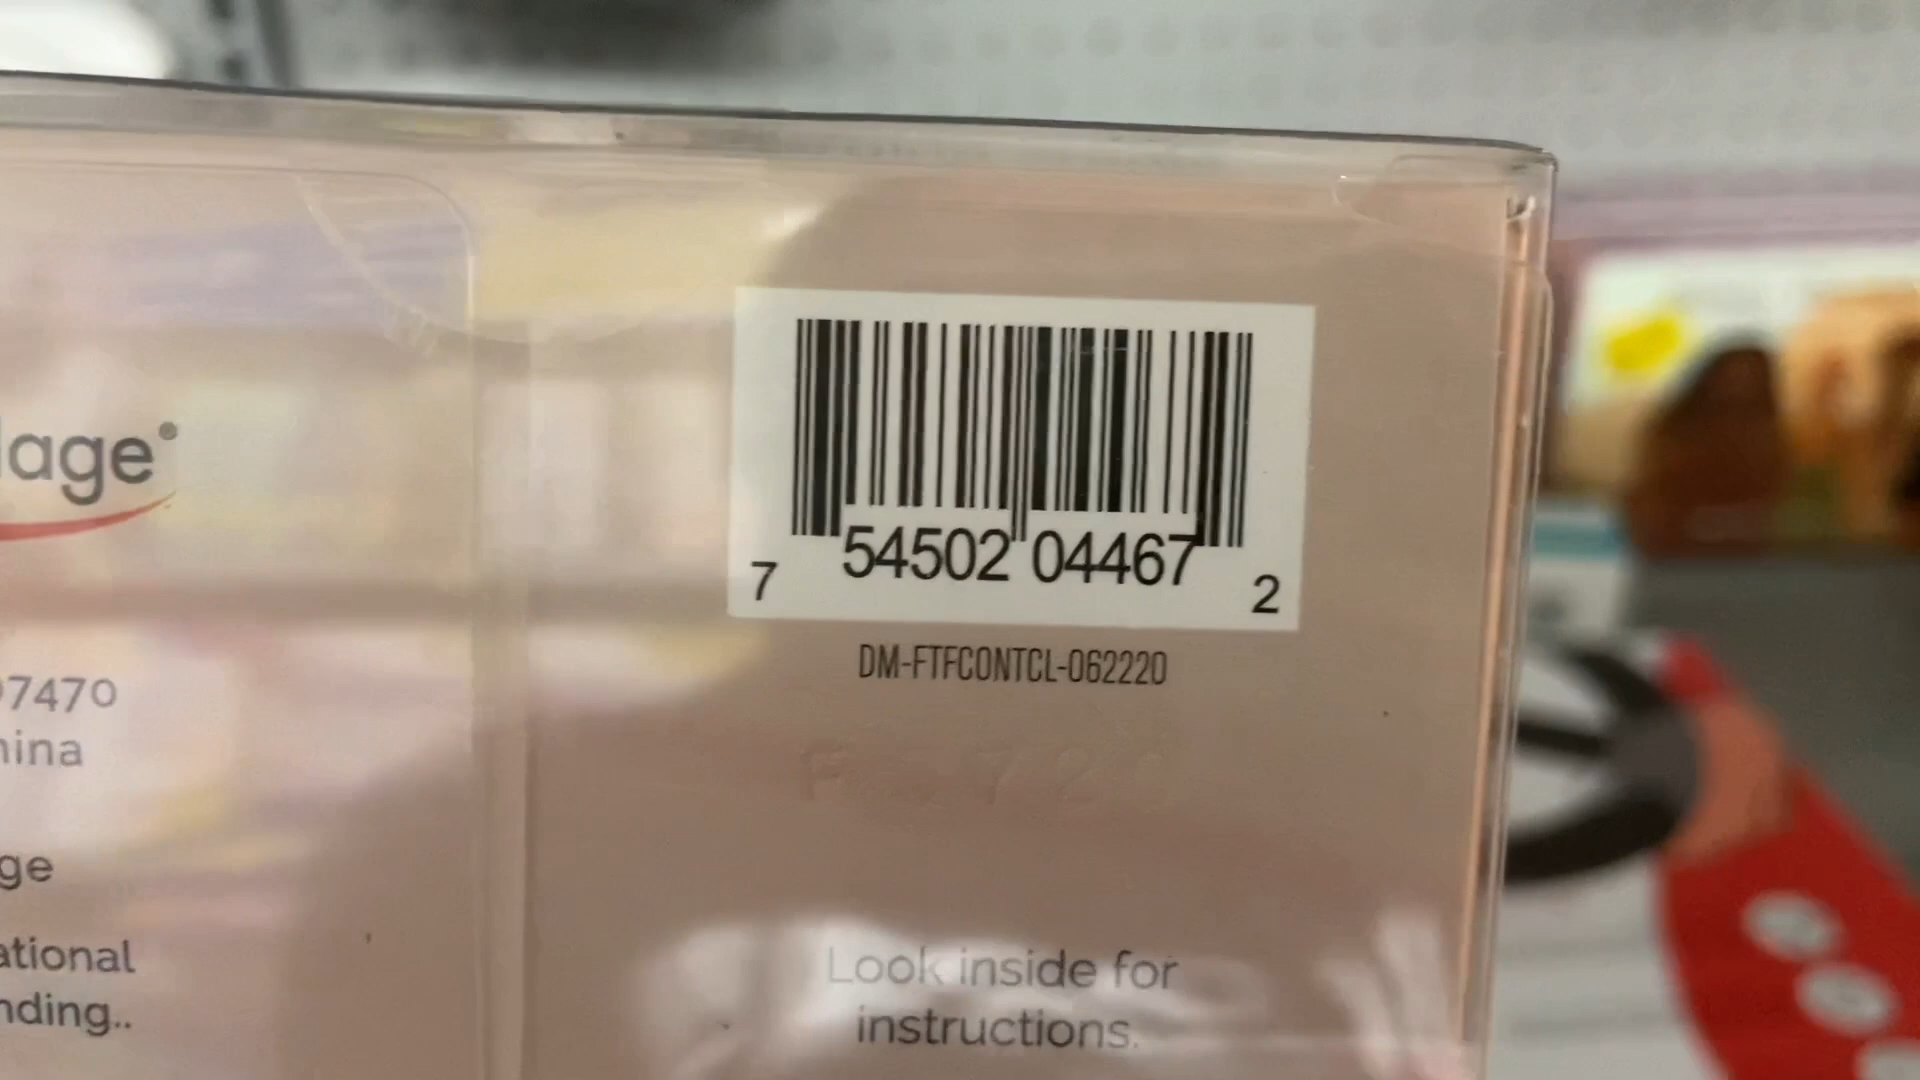 lage®
7470
hina
ge
ational
nding..
7 54502 04467 2
DM-FTFCONTCL-062220
Look inside for
instructions.